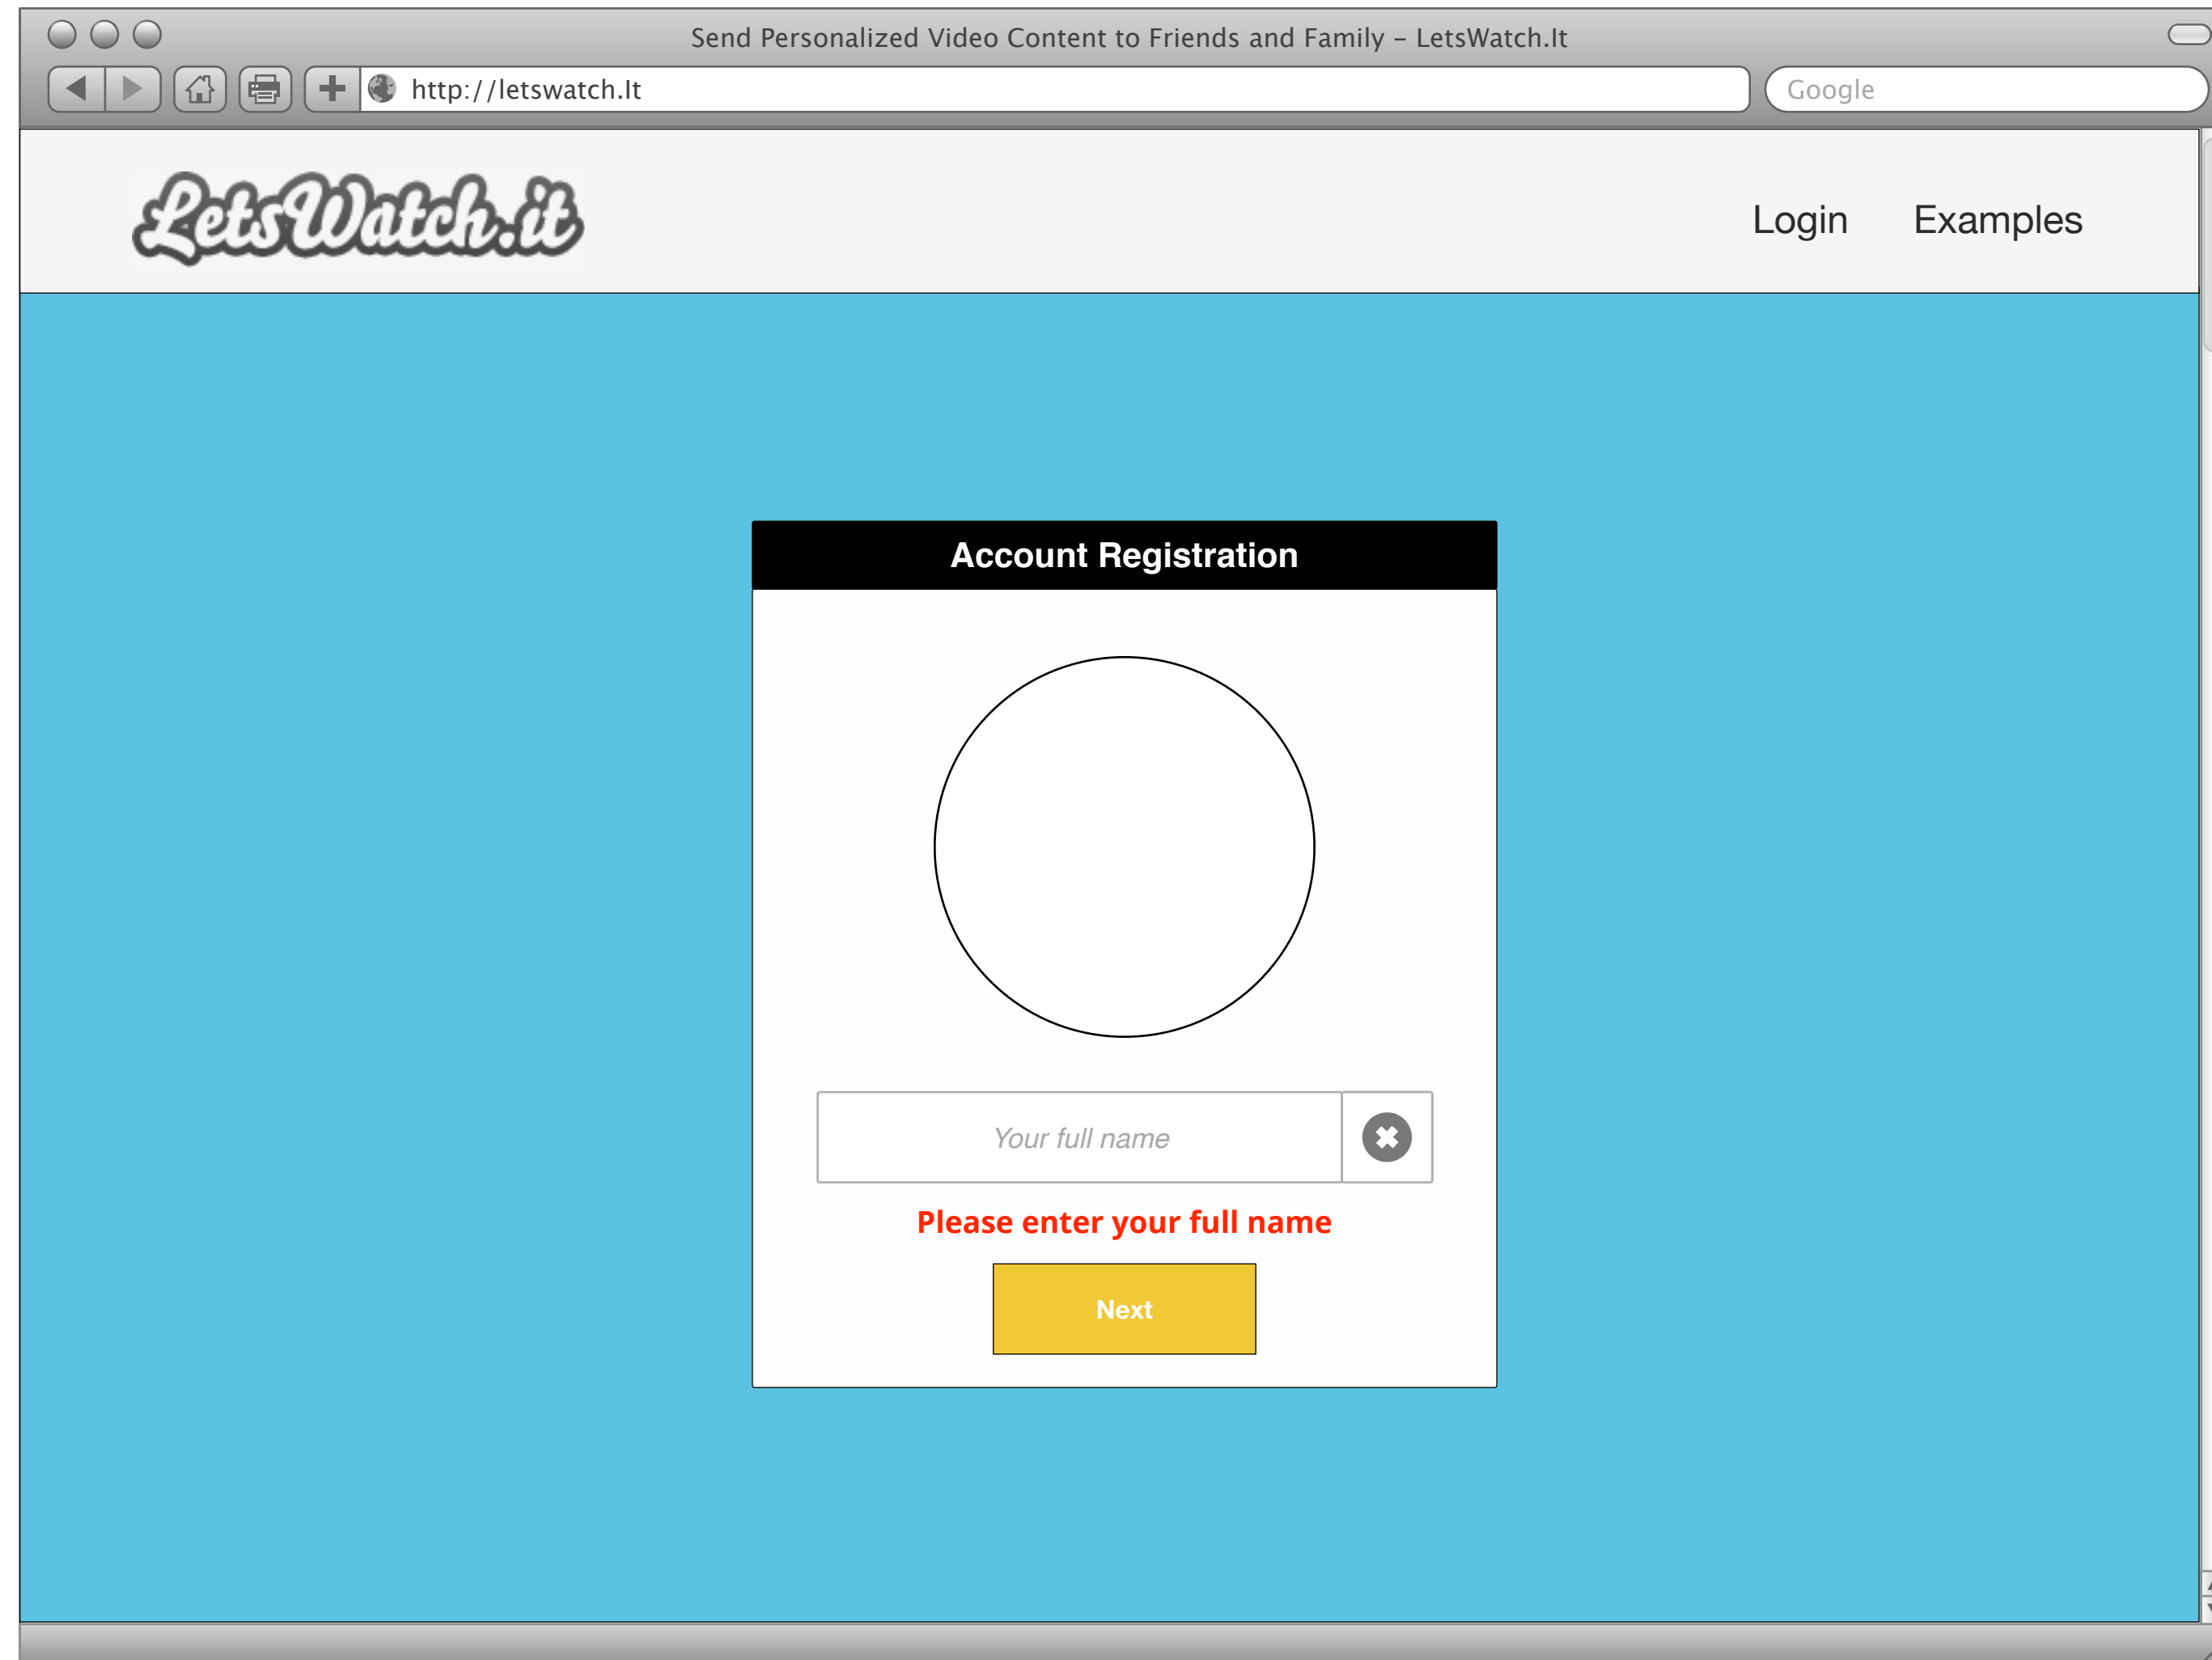 Send Personalized Video Content to Friends and Family – LetsWatch.It
http://letswatch.It
Google
LetsWatch.it
Login
Examples
Account Registration
Your full name
Please enter your full name
Next